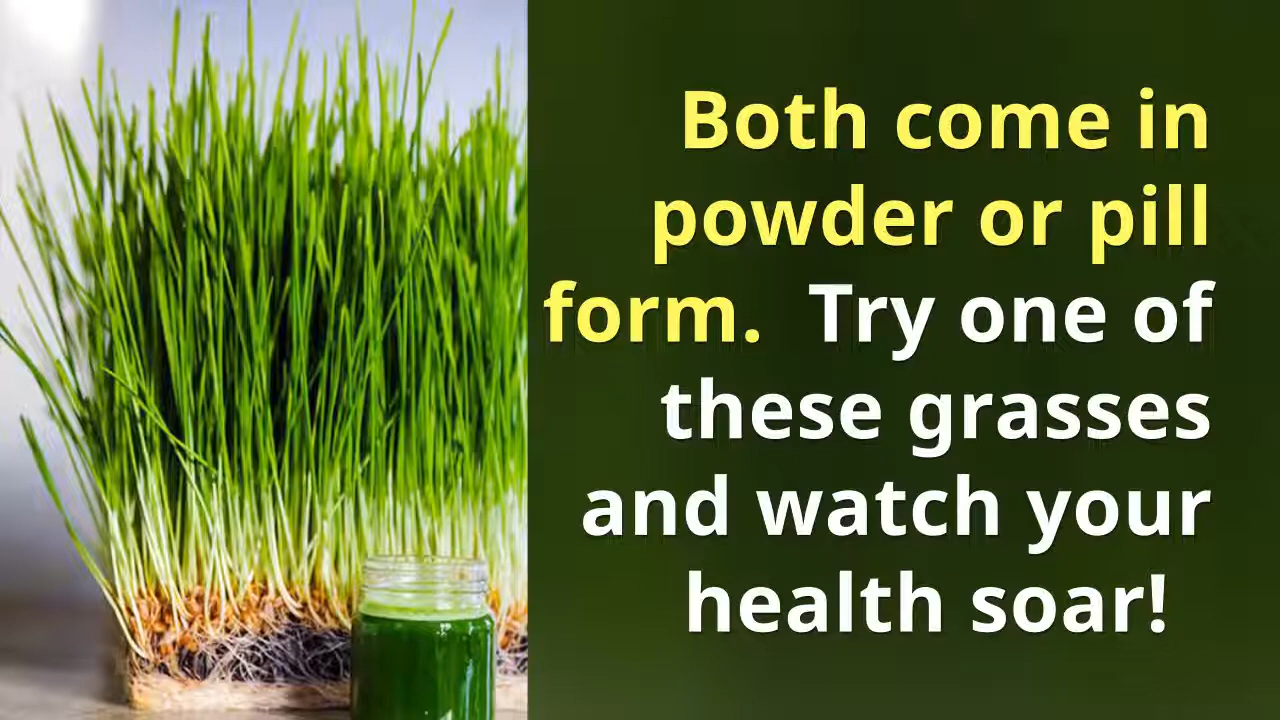 Both come in
powder or pill
form.  Try one of
these grasses
and watch your
health soar!